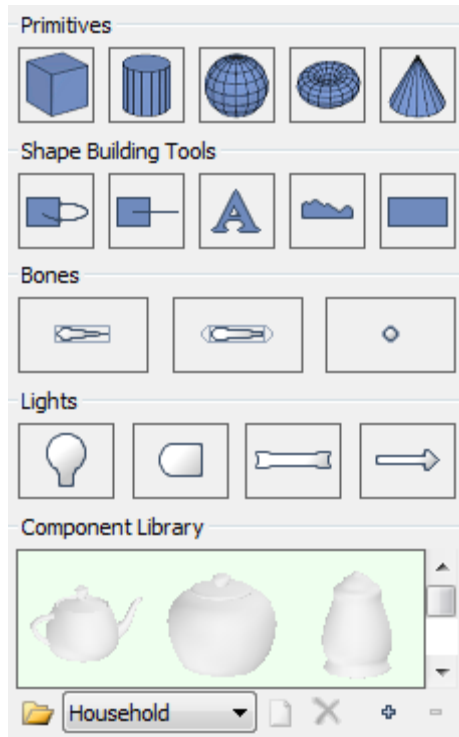 Primitives
Shape Building Tools
A
Bones
Lights
Component Library
Household